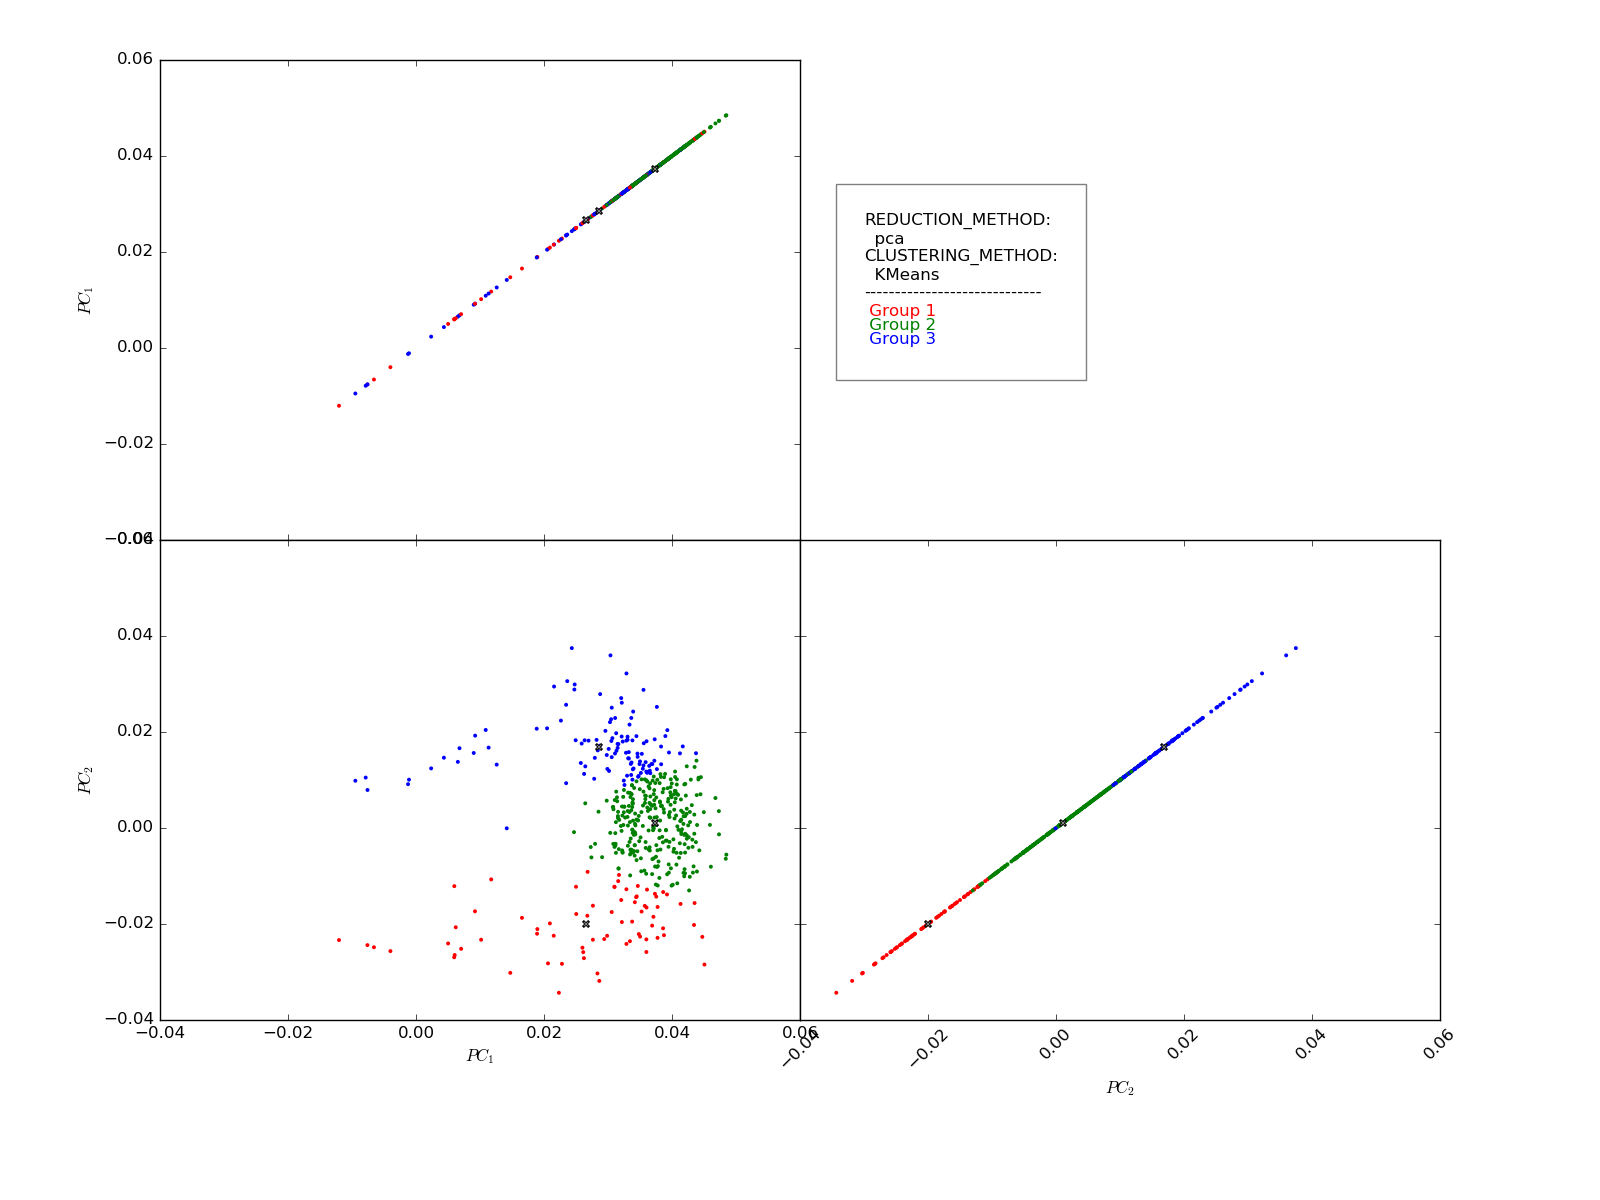 0.06
0.04
0.02
0.00
−0.02
PC1
REDUCTION_METHOD:
pca
CLUSTERING_METHOD:
KMeans
------------------------------
Group 1
Group 2
Group 3
0.04
0.02
0.00
−0.02
−0.04
PC2
−0.04 −0.02 0.00 0.02 0.04 0.06
PC1
−0.04 −0.02 0.00 0.02 0.04 0.06
PC2